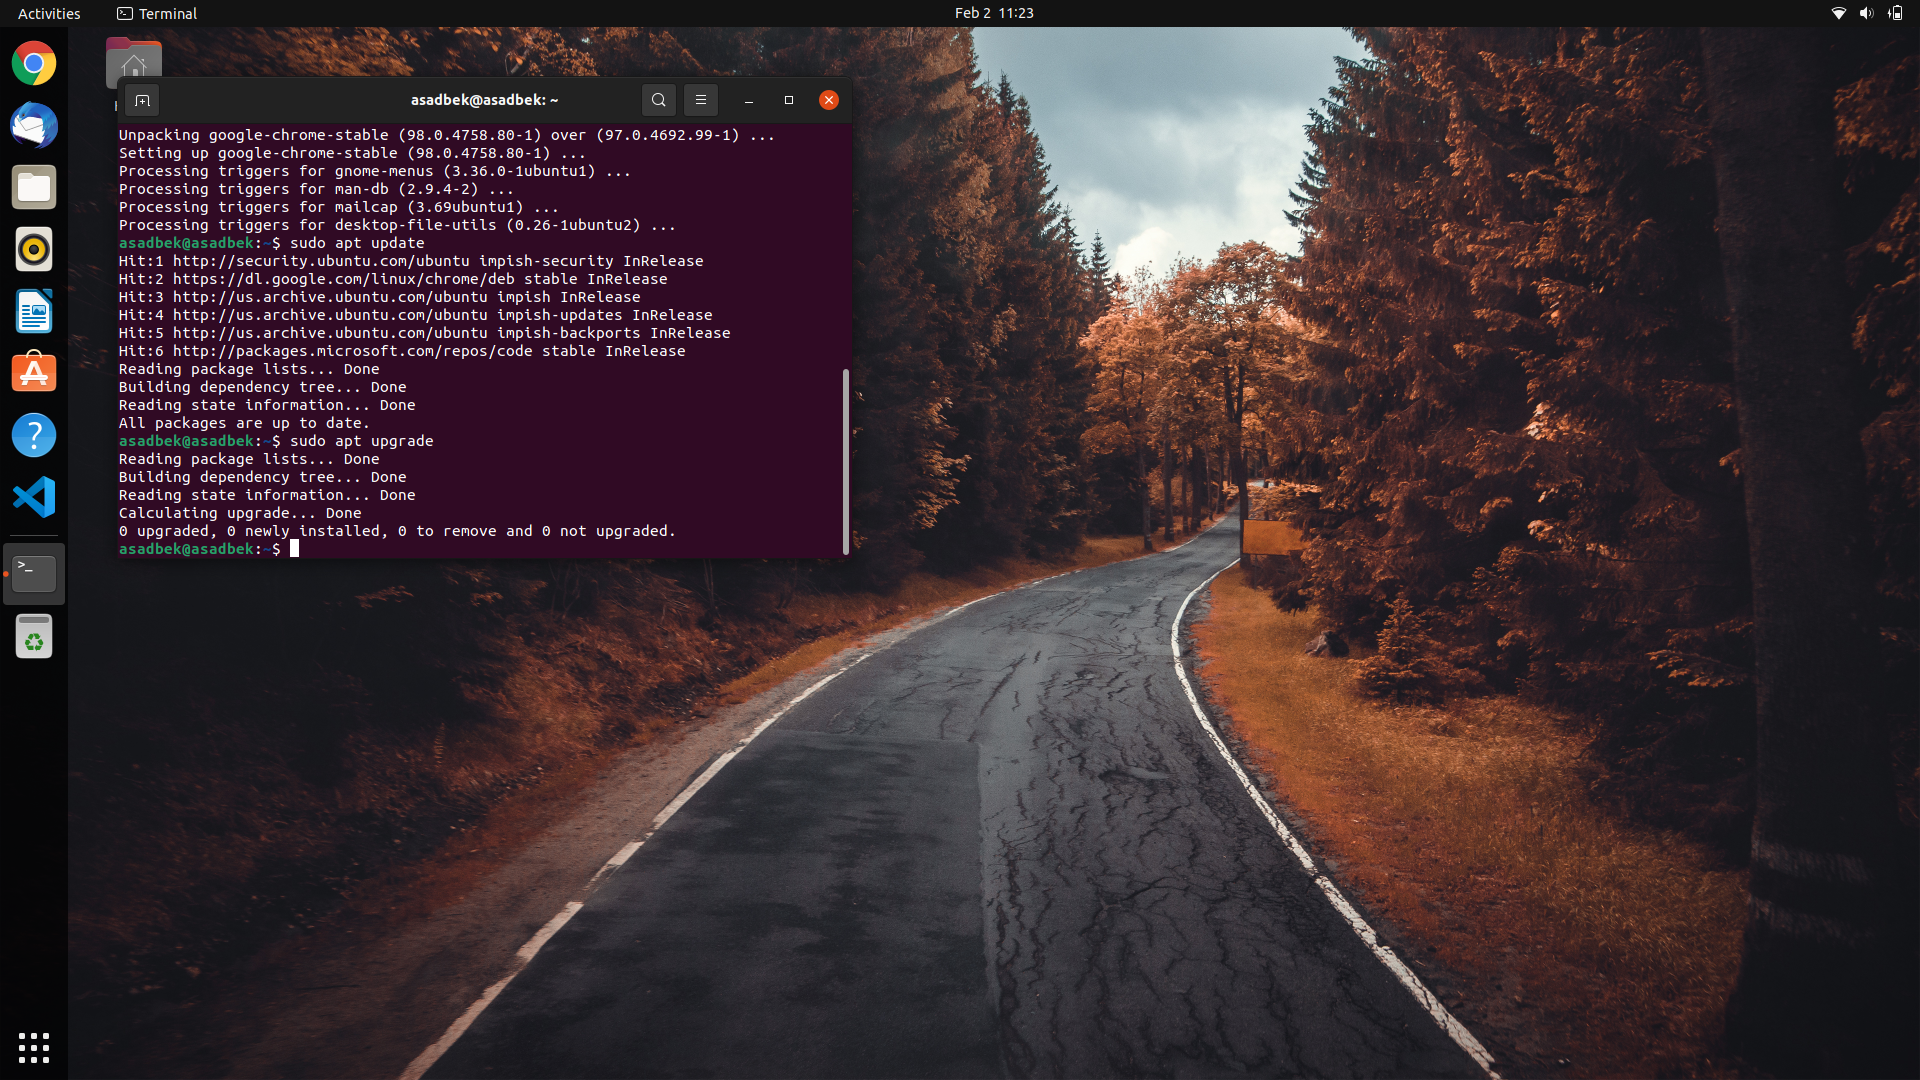 Activities
Terminal
Feb 2 11:23
asadbek@asadbek: ~
Unpacking google-chrome-stable (98.0.4758.80-1) over (97.0.4692.99-1) ...
Setting up google-chrome-stable (98.0.4758.80-1) ...
Processing triggers for gnome-menus (3.36.0-1ubuntu1) ...
Processing triggers for man-db (2.9.4-2) ...
Processing triggers for mailcap (3.69ubuntu1) ...
Processing triggers for desktop-file-utils (0.26-1ubuntu2) ...
asadbek@asadbek:~$ sudo apt update
Hit:1 http://security.ubuntu.com/ubuntu impish-security InRelease
Hit:2 https://dl.google.com/linux/chrome/deb stable InRelease
Hit:3 http://us.archive.ubuntu.com/ubuntu impish InRelease
Hit:4 http://us.archive.ubuntu.com/ubuntu impish-updates InRelease
Hit:5 http://us.archive.ubuntu.com/ubuntu impish-backports InRelease
Hit:6 http://packages.microsoft.com/repos/code stable InRelease
Reading package lists... Done
Building dependency tree... Done
Reading state information... Done
All packages are up to date.
asadbek@asadbek:~$ sudo apt upgrade
Reading package lists... Done
Building dependency tree... Done
Reading state information... Done
Calculating upgrade... Done
0 upgraded, 0 newly installed, 0 to remove and 0 not upgraded.
asadbek@asadbek:~$